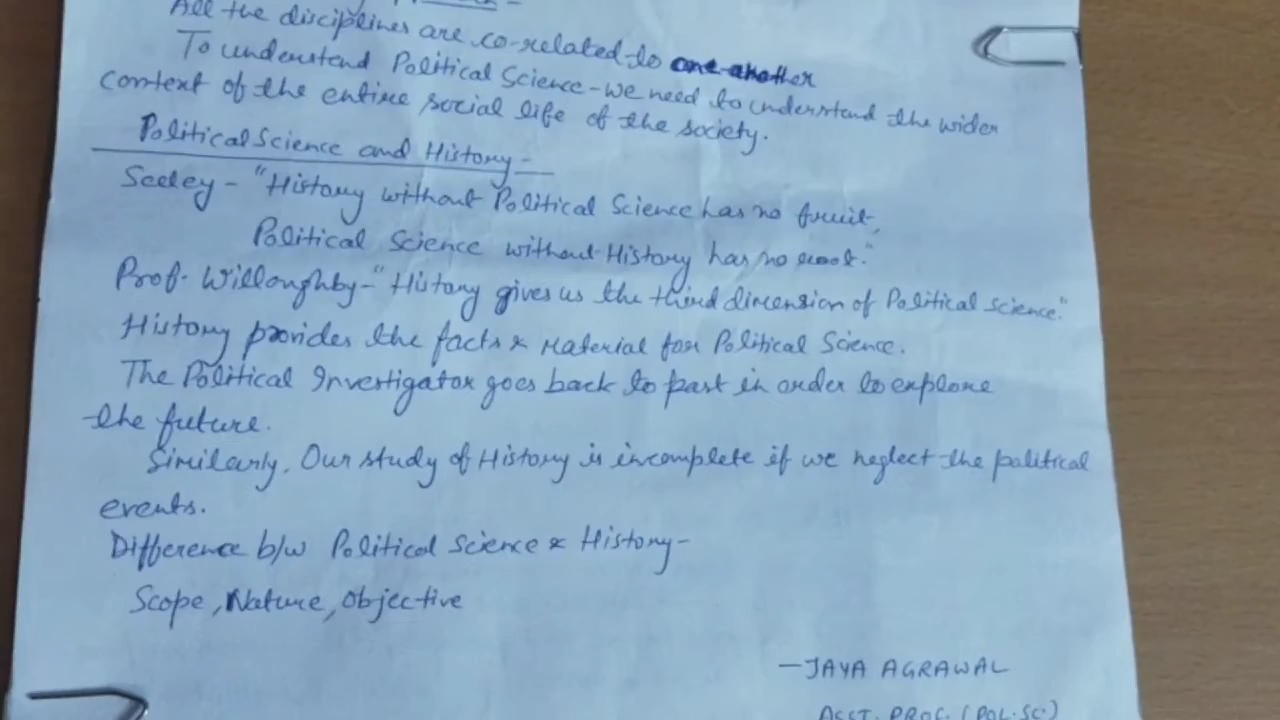 All the disciplines are co-related to one another
To understand Political Science - we need to understand the wider
context of the entire social life of the society.
Political Science and History -
Seeley - "History without Political Science has no fruit,
Political Science without History has no root."
Prof. Willoughby - "History gives us the third dimension of Political science."
History provides the facts & material for Political Science.
The Political Investigator goes back to past in order to explore
the future.
Similarly, Our study of History is incomplete if we neglect the political
events.
Difference b/w Political Science & History -
Scope, Nature, Objective
- JAYA AGRAWAL
ASST. PROF. (POL.SC.)